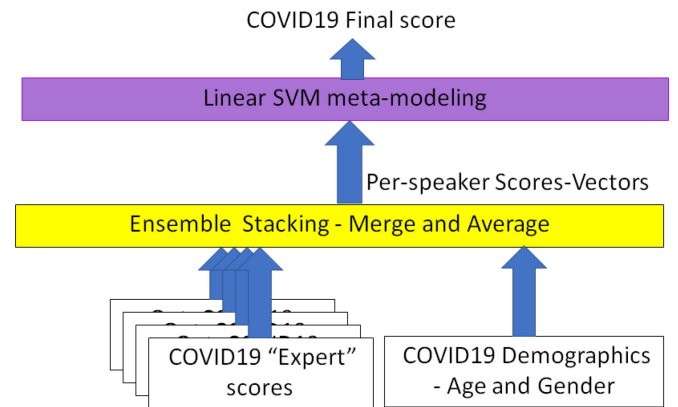 COVID19 Final score
Linear SVM meta-modeling
Per-speaker Scores-Vectors
Ensemble Stacking - Merge and Average
COVID19 “Expert”
scores
COVID19 Demographics
- Age and Gender